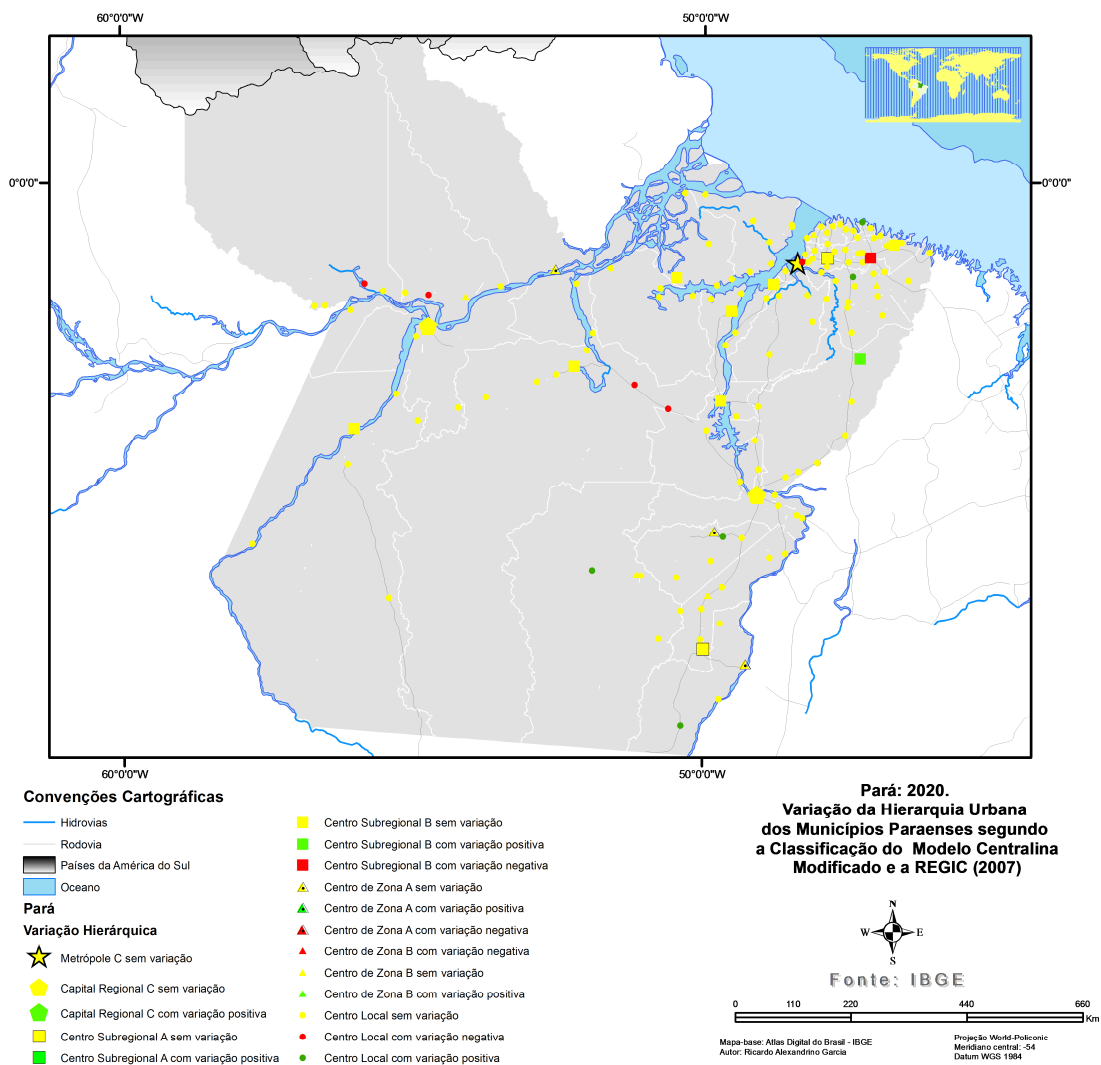 60°0'0"W
50°0'0"W
0°0'0"
0°0'0"
60°0'0"W
50°0'0"W
Convenções Cartográficas
Hidrovias
Rodovia
Países da América do Sul
Oceano
Pará
Variação Hierárquica
Metrópole C sem variação
Capital Regional C sem variação
Capital Regional C com variação positiva
Centro Subregional A sem variação
Centro Subregional A com variação positiva
Centro Subregional B sem variação
Centro Subregional B com variação positiva
Centro Subregional B com variação negativa
Centro de Zona A sem variação
Centro de Zona A com variação positiva
Centro de Zona A com variação negativa
Centro de Zona B com variação negativa
Centro de Zona B sem variação
Centro de Zona B com variação positiva
Centro Local sem variação
Centro Local com variação negativa
Centro Local com variação positiva
Pará: 2020.
Variação da Hierarquia Urbana
dos Municípios Paraenses segundo
a Classificação do Modelo Centralina
Modificado e a REGIC (2007)
N
W E
S
Fonte: IBGE
0 110 220 440 660
Km
Mapa-base: Atlas Digital do Brasil - IBGE
Autor: Ricardo Alexandrino Garcia
Projeção World-Policonic
Meridiano central: -54
Datum WGS 1984